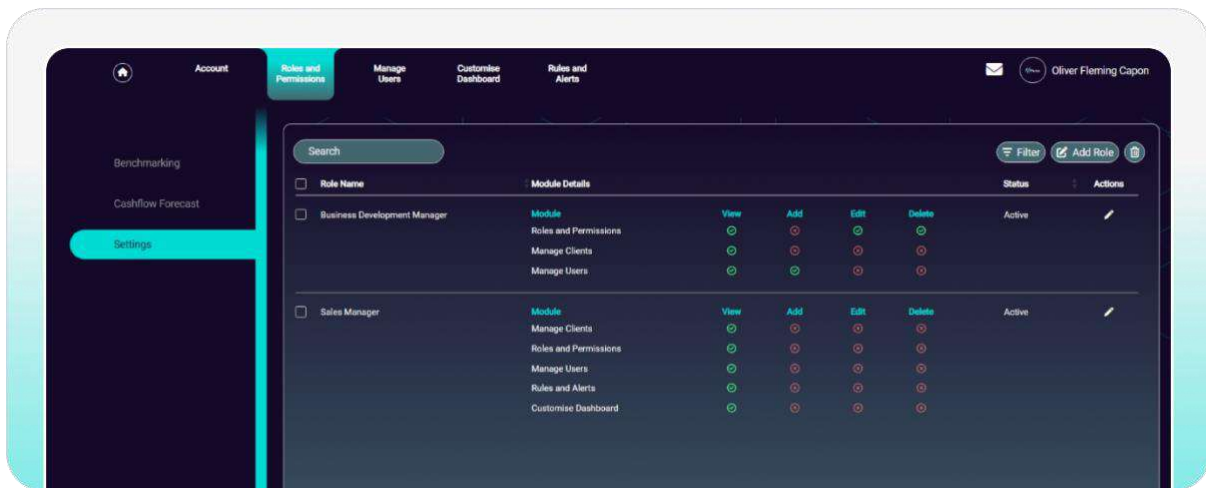 Account
Roles and
Permissions
Manage
Users
Customise
Dashboard
Rules and
Alerts
Oliver Fleming Capon
Benchmarking
Cashflow Forecast
Settings
Search
Filter
Add Role
Role Name Module Details Status Actions
Business Development Manager Module View Add Edit Delete Active
Roles and Permissions
Manage Clients
Manage Users
Sales Manager Module View Add Edit Delete Active
Manage Clients
Roles and Permissions
Manage Users
Rules and Alerts
Customise Dashboard